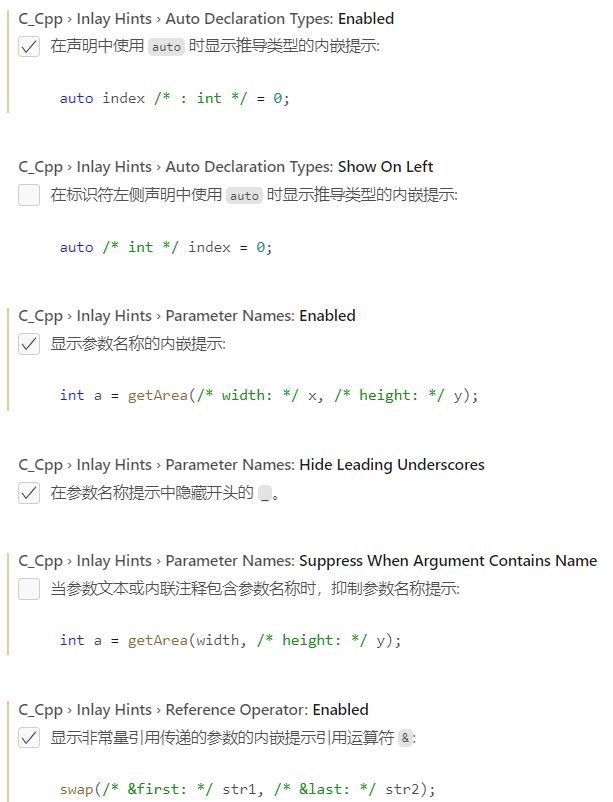 C_Cpp › Inlay Hints › Auto Declaration Types: Enabled
在声明中使用 auto 时显示推导类型的内嵌提示:
auto index /* : int */ = 0;
C_Cpp › Inlay Hints › Auto Declaration Types: Show On Left
在标识符左侧声明中使用 auto 时显示推导类型的内嵌提示:
auto /* int */ index = 0;
C_Cpp › Inlay Hints › Parameter Names: Enabled
显示参数名称的内嵌提示:
int a = getArea(/* width: */ x, /* height: */ y);
C_Cpp › Inlay Hints › Parameter Names: Hide Leading Underscores
在参数名称提示中隐藏开头的 _。
C_Cpp › Inlay Hints › Parameter Names: Suppress When Argument Contains Name
当参数文本或内联注释包含参数名称时，抑制参数名称提示:
int a = getArea(width, /* height: */ y);
C_Cpp › Inlay Hints › Reference Operator: Enabled
显示非常量引用传递的参数的内嵌提示引用运算符 &:
swap(/* &first: */ str1, /* &last: */ str2);